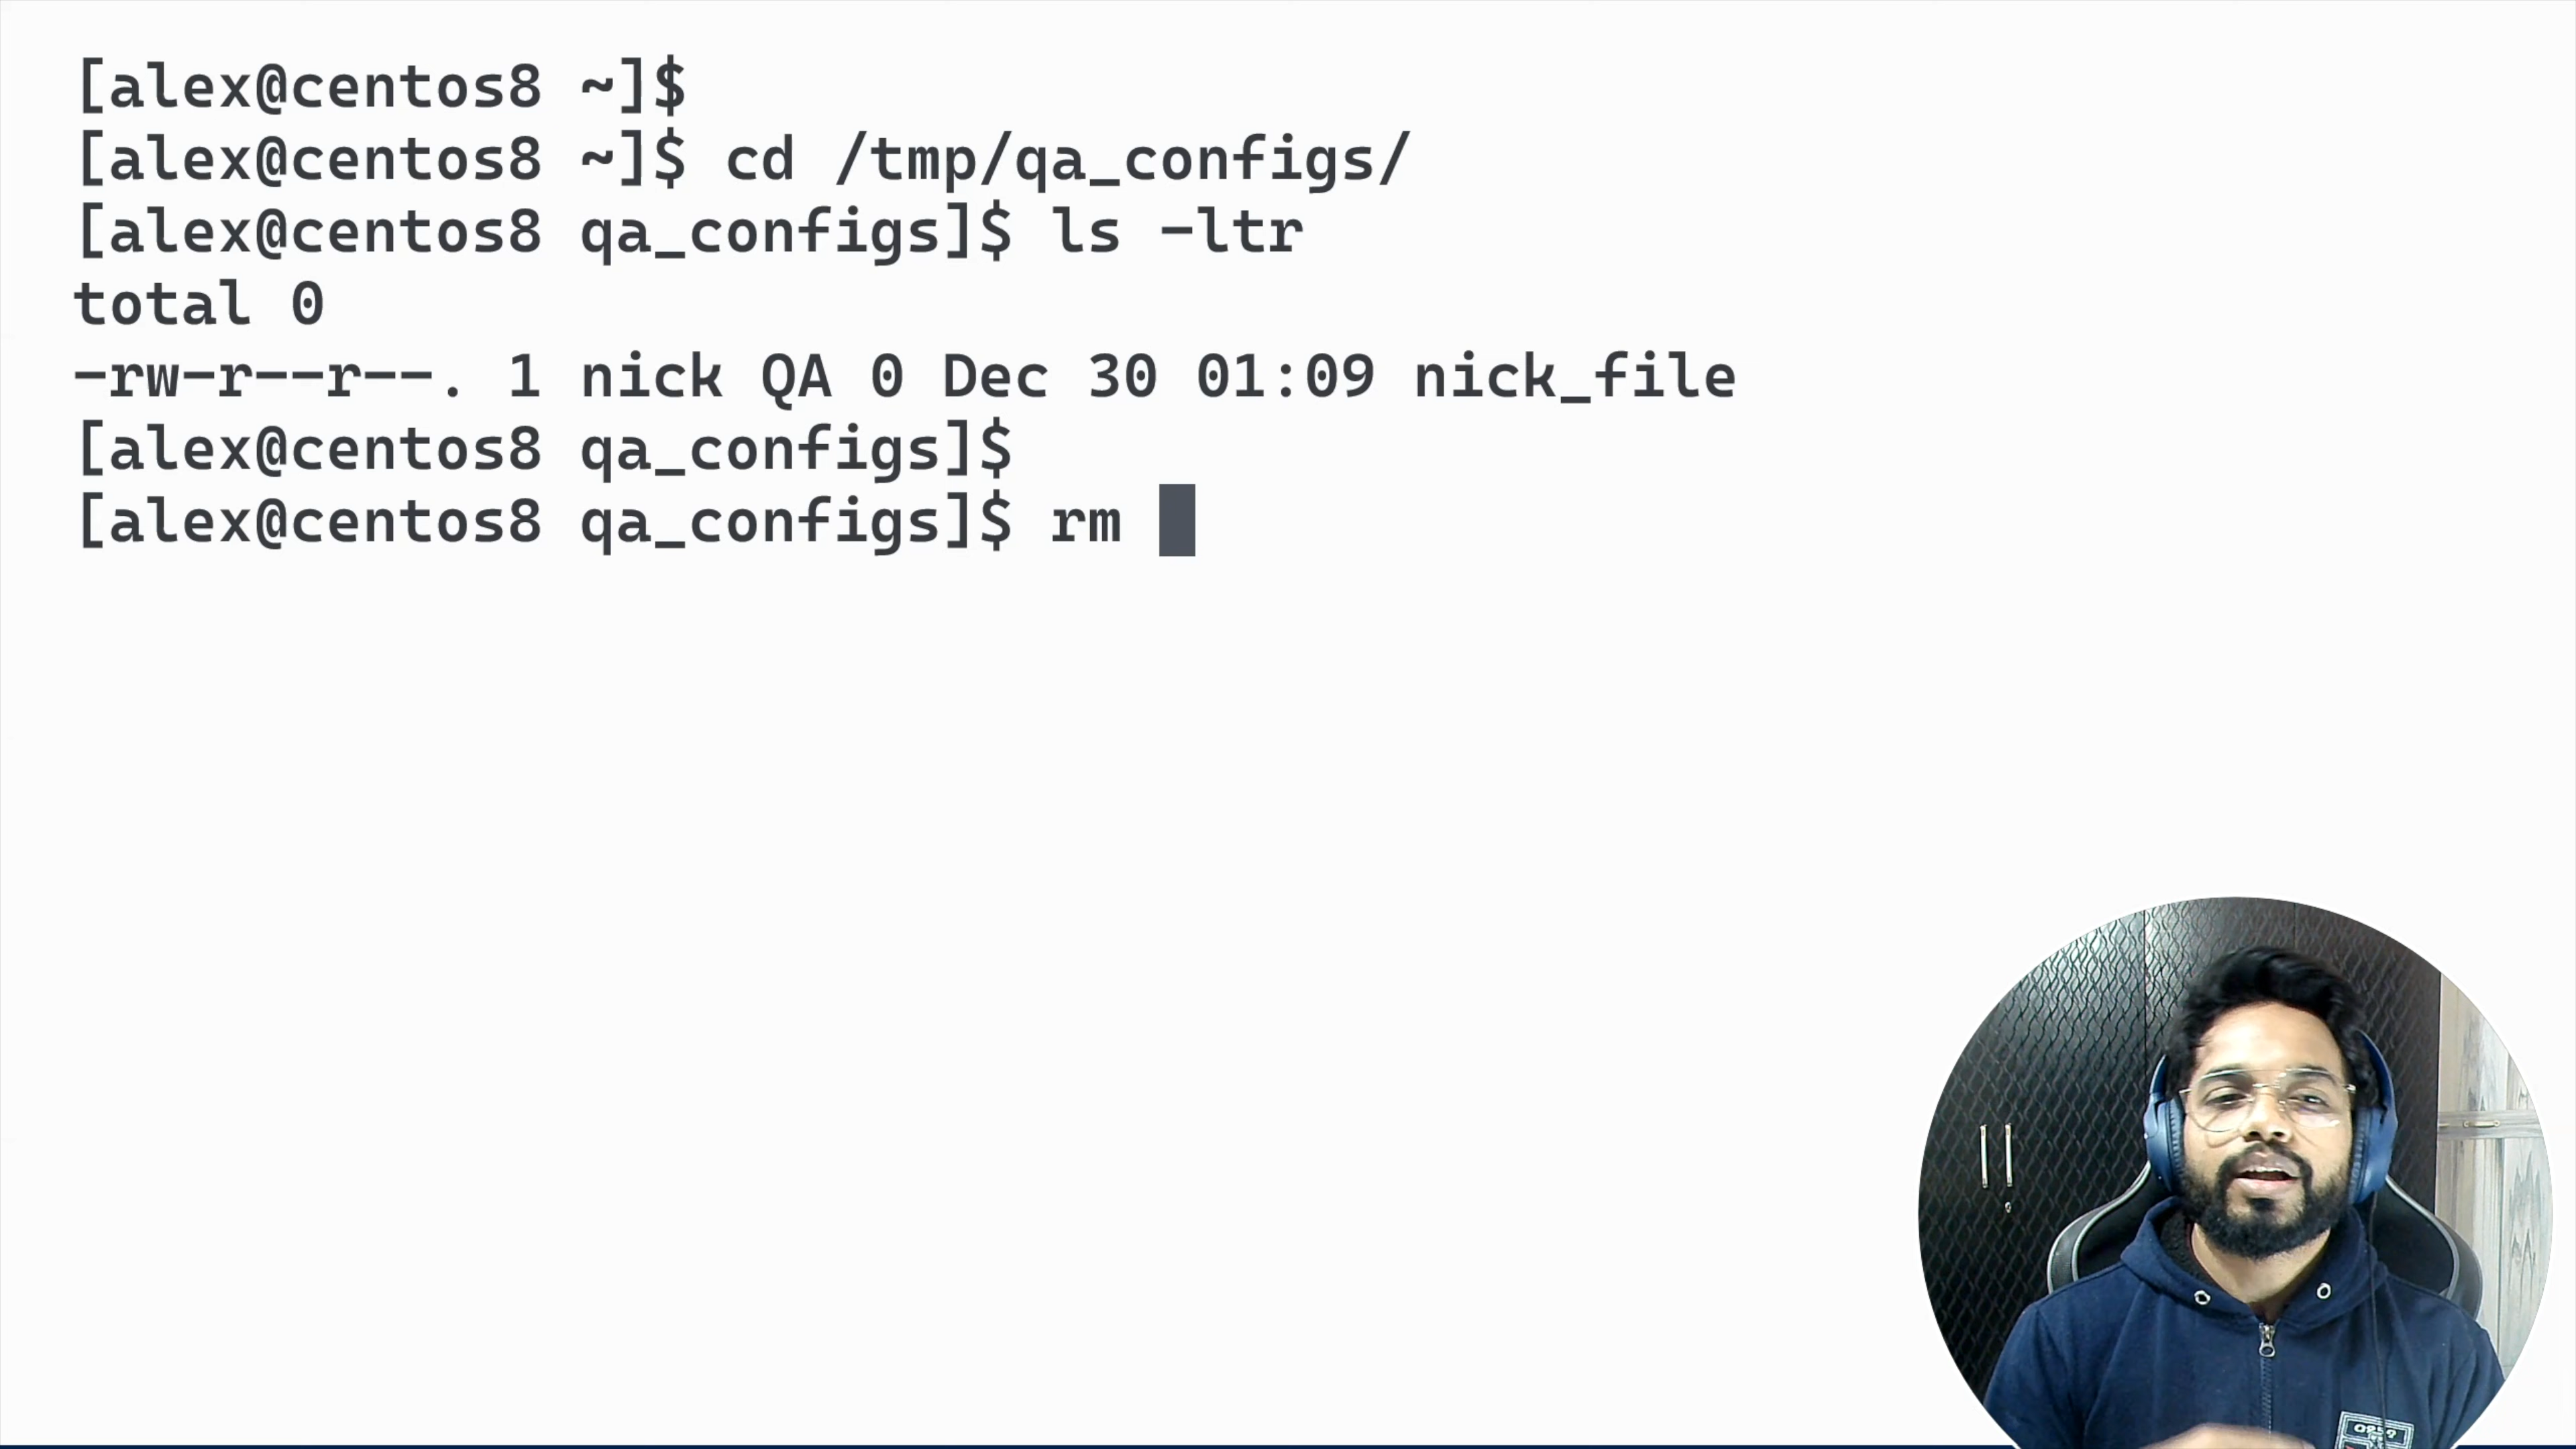 [alex@centos8 ~]$
[alex@centos8 ~]$ cd /tmp/qa_configs/
[alex@centos8 qa_configs]$ ls -ltr
total 0
-rw-r--r--. 1 nick QA 0 Dec 30 01:09 nick_file
[alex@centos8 qa_configs]$
[alex@centos8 qa_configs]$ rm